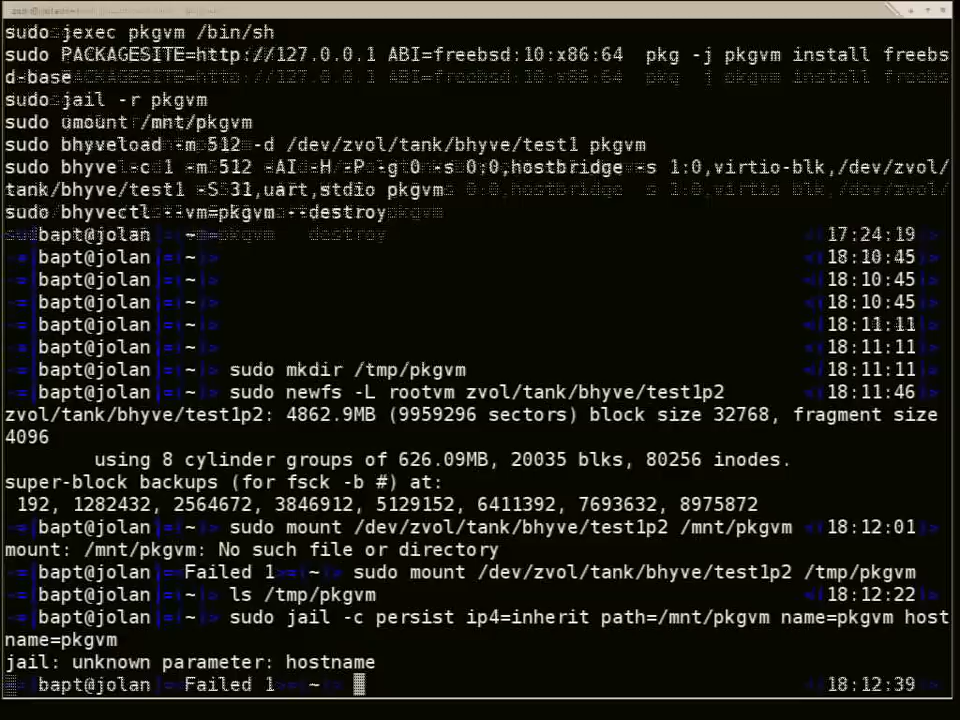 sudo jexec pkgvm /bin/sh
sudo PACKAGESITE=http://127.0.0.1 ABI=freebsd:10:x86:64  pkg -j pkgvm install freebs
d-base
sudo jail -r pkgvm
sudo umount /mnt/pkgvm
sudo bhyveload -m 512 -d /dev/zvol/tank/bhyve/test1 pkgvm
sudo bhyve -c 1 -m 512 -AI -H -P -g 0 -s 0:0,hostbridge -s 1:0,virtio-blk,/dev/zvol/
tank/bhyve/test1 -S 31,uart,stdio pkgvm
sudo bhyvectl --vm=pkgvm --destroy
-=[bapt@jolan]=(~)> <(17:24:19)>
-=[bapt@jolan]=(~)> <(18:10:45)>
-=[bapt@jolan]=(~)> <(18:10:45)>
-=[bapt@jolan]=(~)> <(18:10:45)>
-=[bapt@jolan]=(~)> <(18:11:11)>
-=[bapt@jolan]=(~)> <(18:11:11)>
-=[bapt@jolan]=(~)> sudo mkdir /tmp/pkgvm <(18:11:11)>
-=[bapt@jolan]=(~)> sudo newfs -L rootvm zvol/tank/bhyve/test1p2 <(18:11:46)>
zvol/tank/bhyve/test1p2: 4862.9MB (9959296 sectors) block size 32768, fragment size
4096
using 8 cylinder groups of 626.09MB, 20035 blks, 80256 inodes.
super-block backups (for fsck -b #) at:
192, 1282432, 2564672, 3846912, 5129152, 6411392, 7693632, 8975872
-=[bapt@jolan]=(~)> sudo mount /dev/zvol/tank/bhyve/test1p2 /mnt/pkgvm <(18:12:01)>
mount: /mnt/pkgvm: No such file or directory
-=[bapt@jolan]=<Failed 1>=(~)> sudo mount /dev/zvol/tank/bhyve/test1p2 /tmp/pkgvm
-=[bapt@jolan]=(~)> ls /tmp/pkgvm <(18:12:22)>
-=[bapt@jolan]=(~)> sudo jail -c persist ip4=inherit path=/mnt/pkgvm name=pkgvm host
name=pkgvm
jail: unknown parameter: hostname
-=[bapt@jolan]=<Failed 1>=(~)> <(18:12:39)>